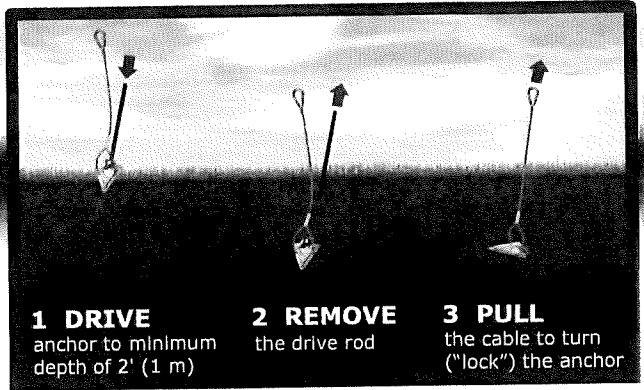 1 DRIVE
anchor to minimum
depth of 2' (1 m)
2 REMOVE
the drive rod
3 PULL
the cable to turn
("lock") the anchor